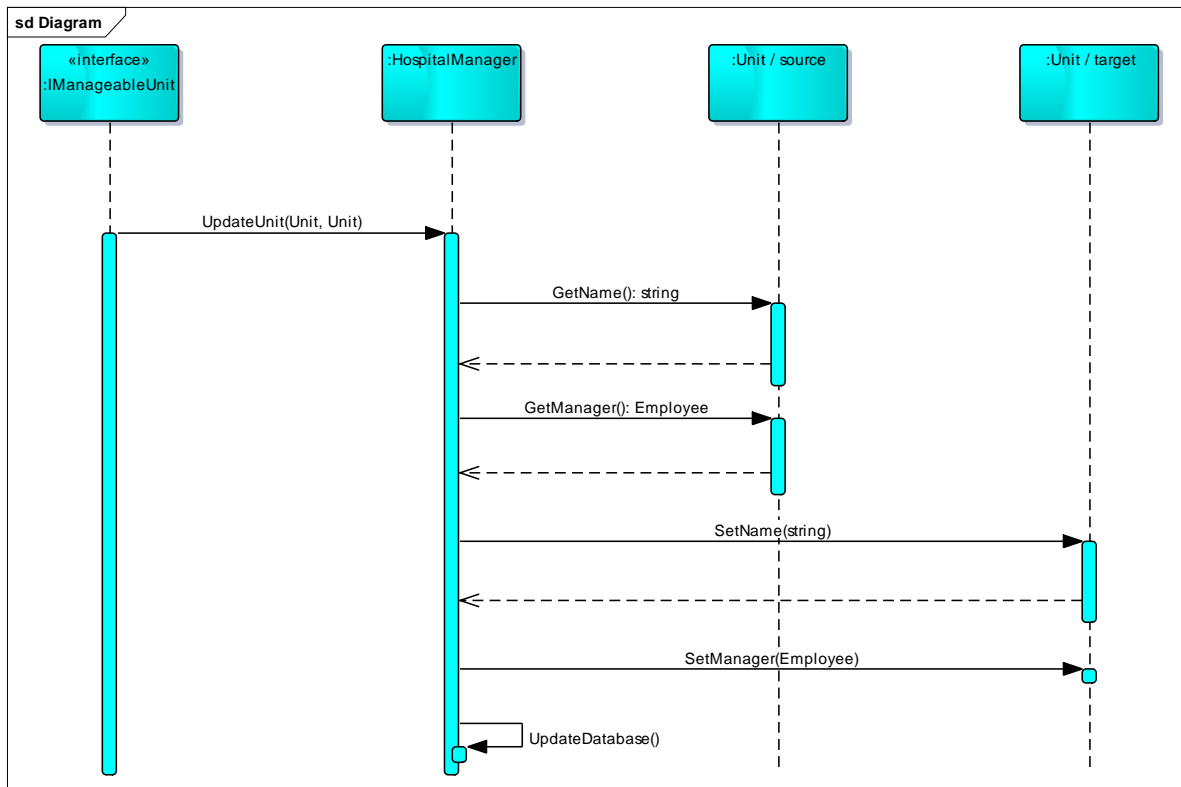 sd Diagram
«interface»
:IManageableUnit
:HospitalManager
:Unit / source
:Unit / target
UpdateUnit(Unit, Unit)
GetName(): string
GetManager(): Employee
SetName(string)
SetManager(Employee)
UpdateDatabase()